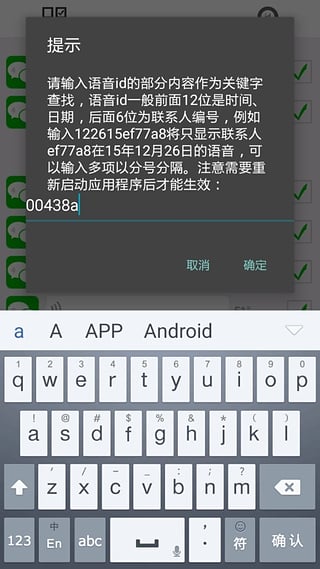 提示
请输入语音id的部分内容作为关键字
查找，语音id一般前面12位是时间、
日期，后面6位为联系人编号，例如
输入122615ef77a8将只显示联系人
ef77a8在15年12月26日的语音，可
以输入多项以分号分隔。注意需要重
新启动应用程序后才能生效：
00438a
取消 确定
a A APP Android
1 2 3 4 5 6 7 8 9 0
q w e r t y u i o p
! @ # $ % & * ( )
a s d f g h j k l
z x c v b n m
123 中 En abc , . 符 确认